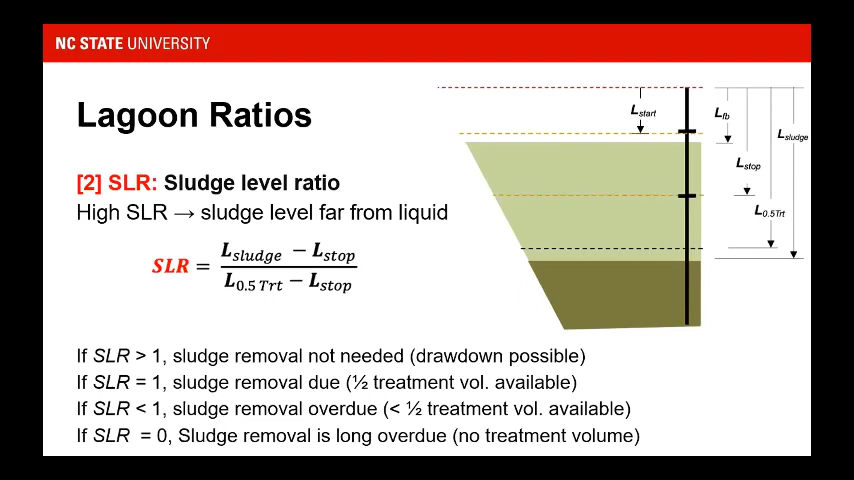 NC STATE UNIVERSITY
Lagoon Ratios
[2] SLR: Sludge level ratio
High SLR → sludge level far from liquid
SLR = (L_sludge − L_stop) / (L_0.5 Trt − L_stop)
L_start
L_fb
L_sludge
L_stop
L_0.5Trt
If SLR > 1, sludge removal not needed (drawdown possible)
If SLR = 1, sludge removal due (½ treatment vol. available)
If SLR < 1, sludge removal overdue (< ½ treatment vol. available)
If SLR = 0, Sludge removal is long overdue (no treatment volume)